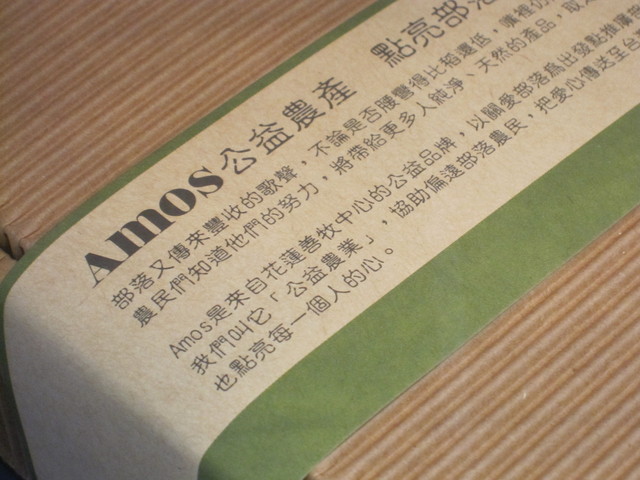 Amos公益農產 點亮部落
部落又傳來豐收的歌聲，不論是否腰彎得比稻還低，嘴裡仍
農民們知道他們的努力，將帶給更多人純淨、天然的產品，
Amos是來自花蓮善牧中心的公益品牌，以關愛部落為出發點推廣
我們叫它「公益農業」，協助偏遠部落農民，把愛心傳送至台
也點亮每一個人的心。